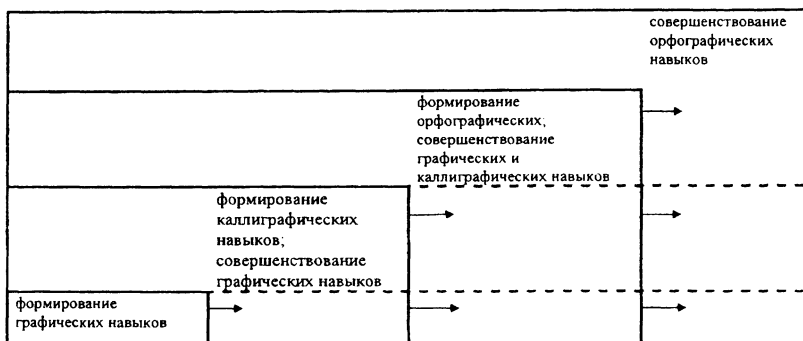 совершенствование
орфографических
навыков
формирование
орфографических;
совершенствование
графических и
каллиграфических навыков
формирование
каллиграфических
навыков;
совершенствование
графических навыков
формирование
графических навыков